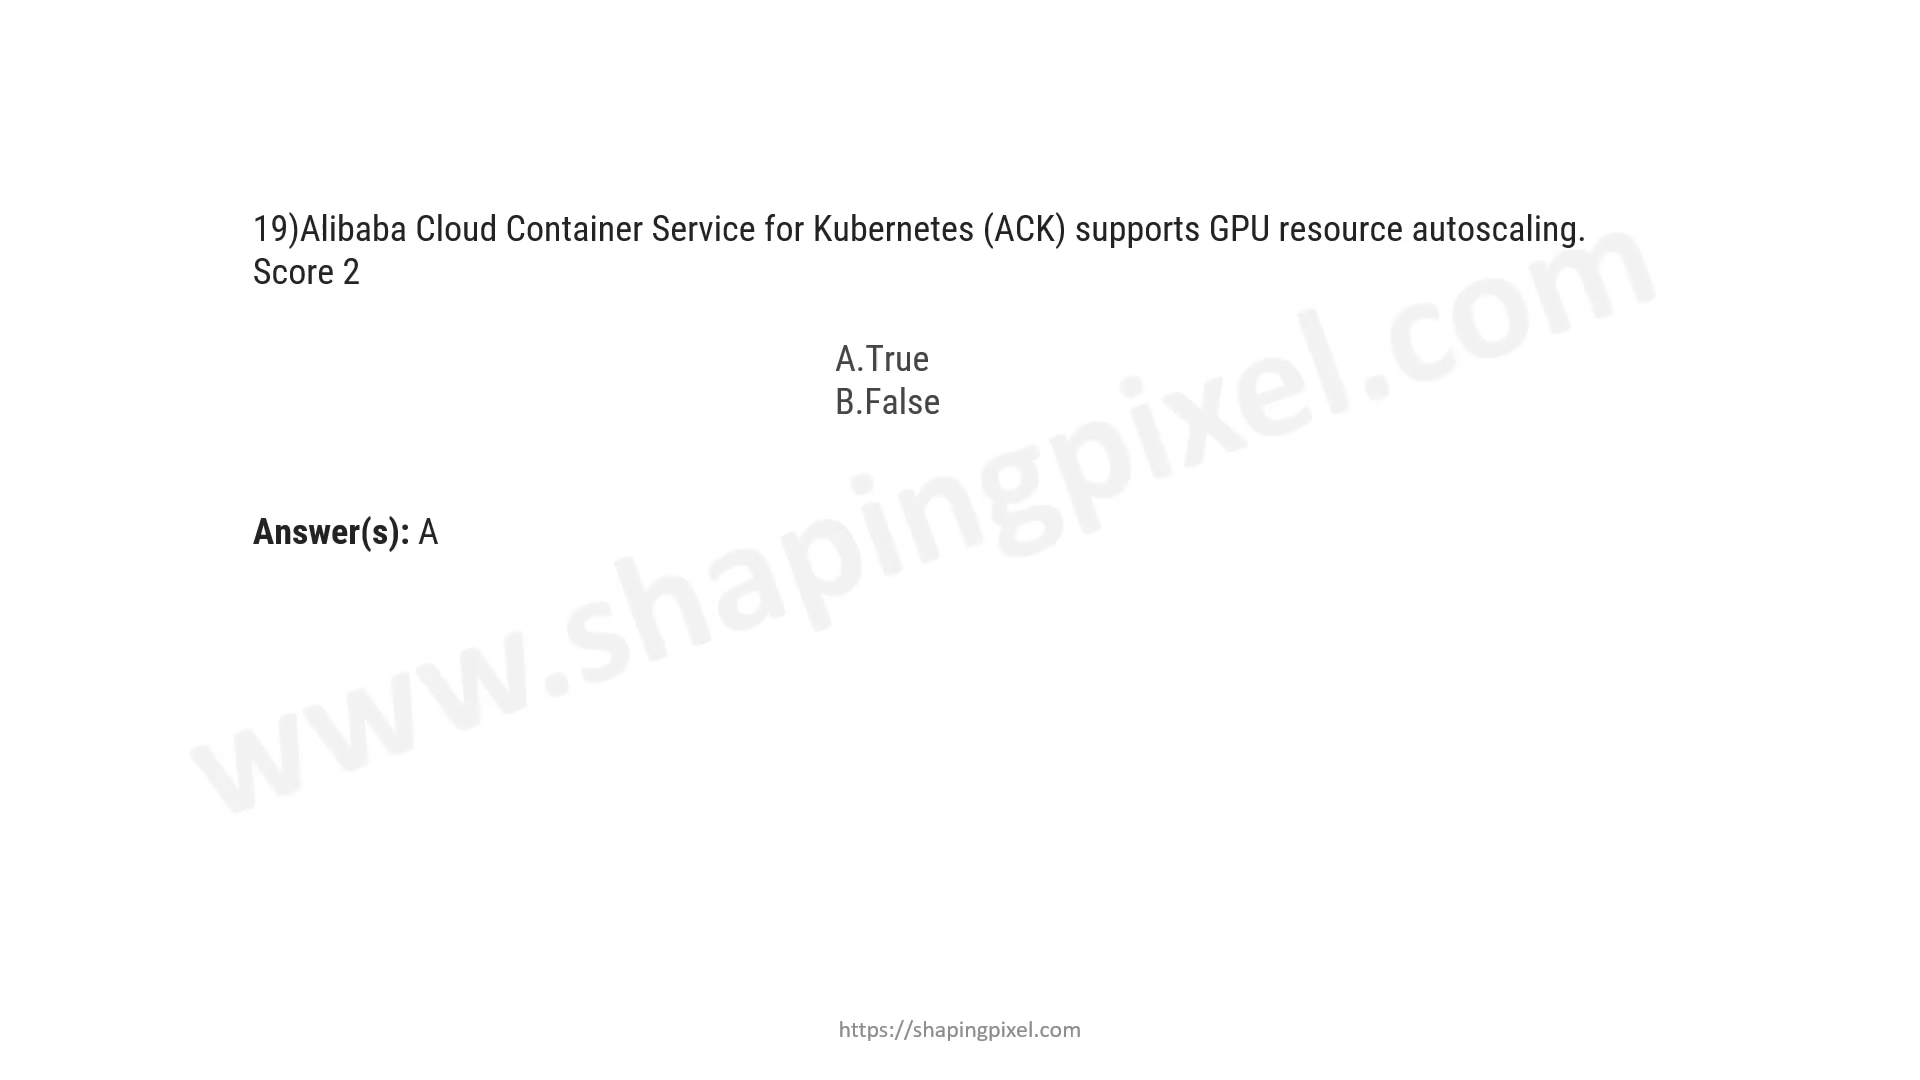 19)Alibaba Cloud Container Service for Kubernetes (ACK) supports GPU resource autoscaling.
Score 2
A.True
B.False
Answer(s): A
www.shapingpixel.com
https://shapingpixel.com